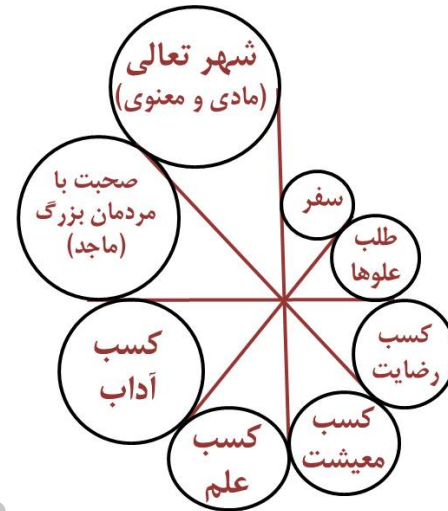 شهر تعالی
(مادی و معنوی)
صحبت با
مردمان بزرگ
(ماجد)
سفر
طلب
علوها
کسب
رضایت
کسب
معیشت
کسب
علم
کسب
آداب